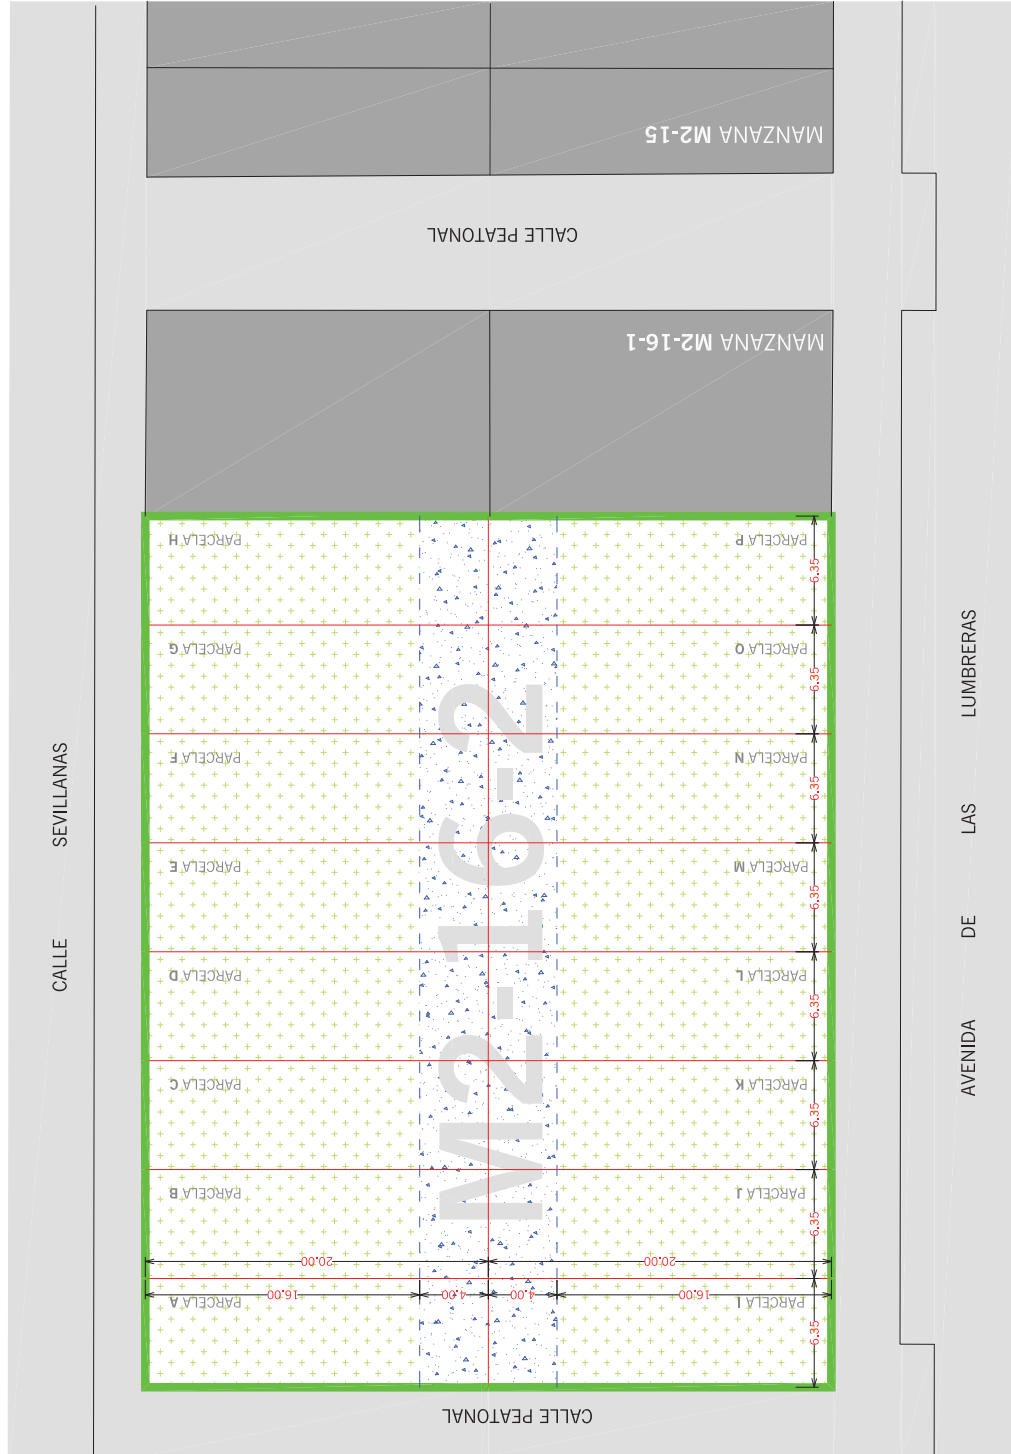 MANZANA M2-15
CALLE PEATONAL
MANZANA M2-16-1
PARCELA H
PARCELA P
6.35
PARCELA G
PARCELA O
6.35
PARCELA F
PARCELA N
6.35
PARCELA E
PARCELA M
6.35
PARCELA D
PARCELA L
6.35
PARCELA C
PARCELA K
6.35
PARCELA B
PARCELA J
6.35
20.00
20.00
16.00
4.00
4.00
16.00
PARCELA A
PARCELA I
6.35
M2-16-2
CALLE PEATONAL
CALLE SEVILLANAS
AVENIDA DE LAS LUMBRERAS